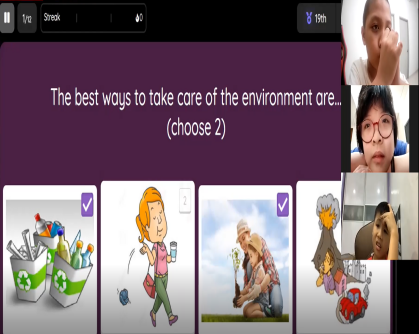 1/12
Streak
0
19th
The best ways to take care of the environment are...
(choose 2)
2